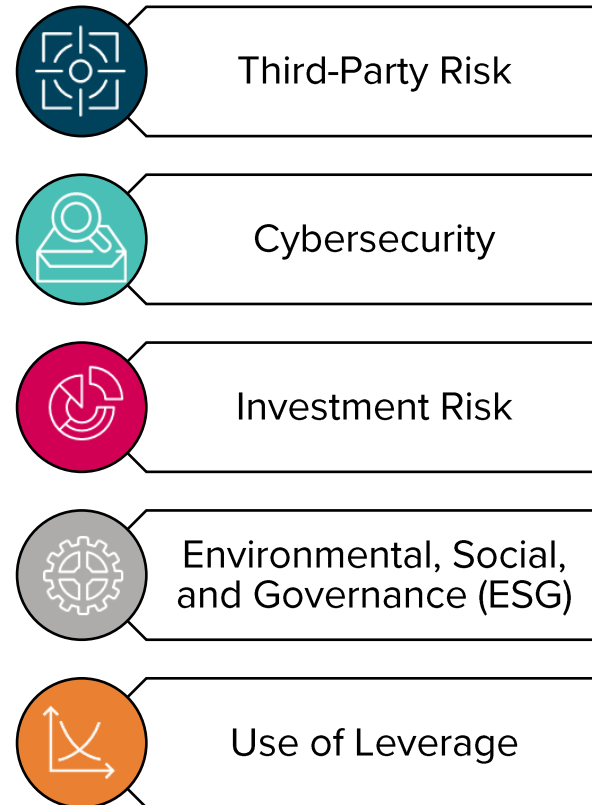 Third-Party Risk
Cybersecurity
Investment Risk
Environmental, Social,
and Governance (ESG)
Use of Leverage